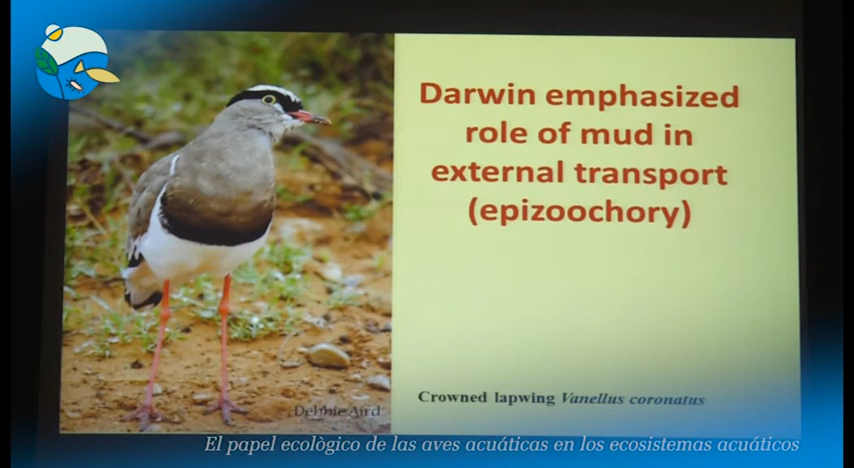 Darwin emphasized
role of mud in
external transport
(epizoochory)
Debbie Aird
Crowned lapwing Vanellus coronatus
El papel ecològico de las aves acuáticas en los ecosistemas acuáticos